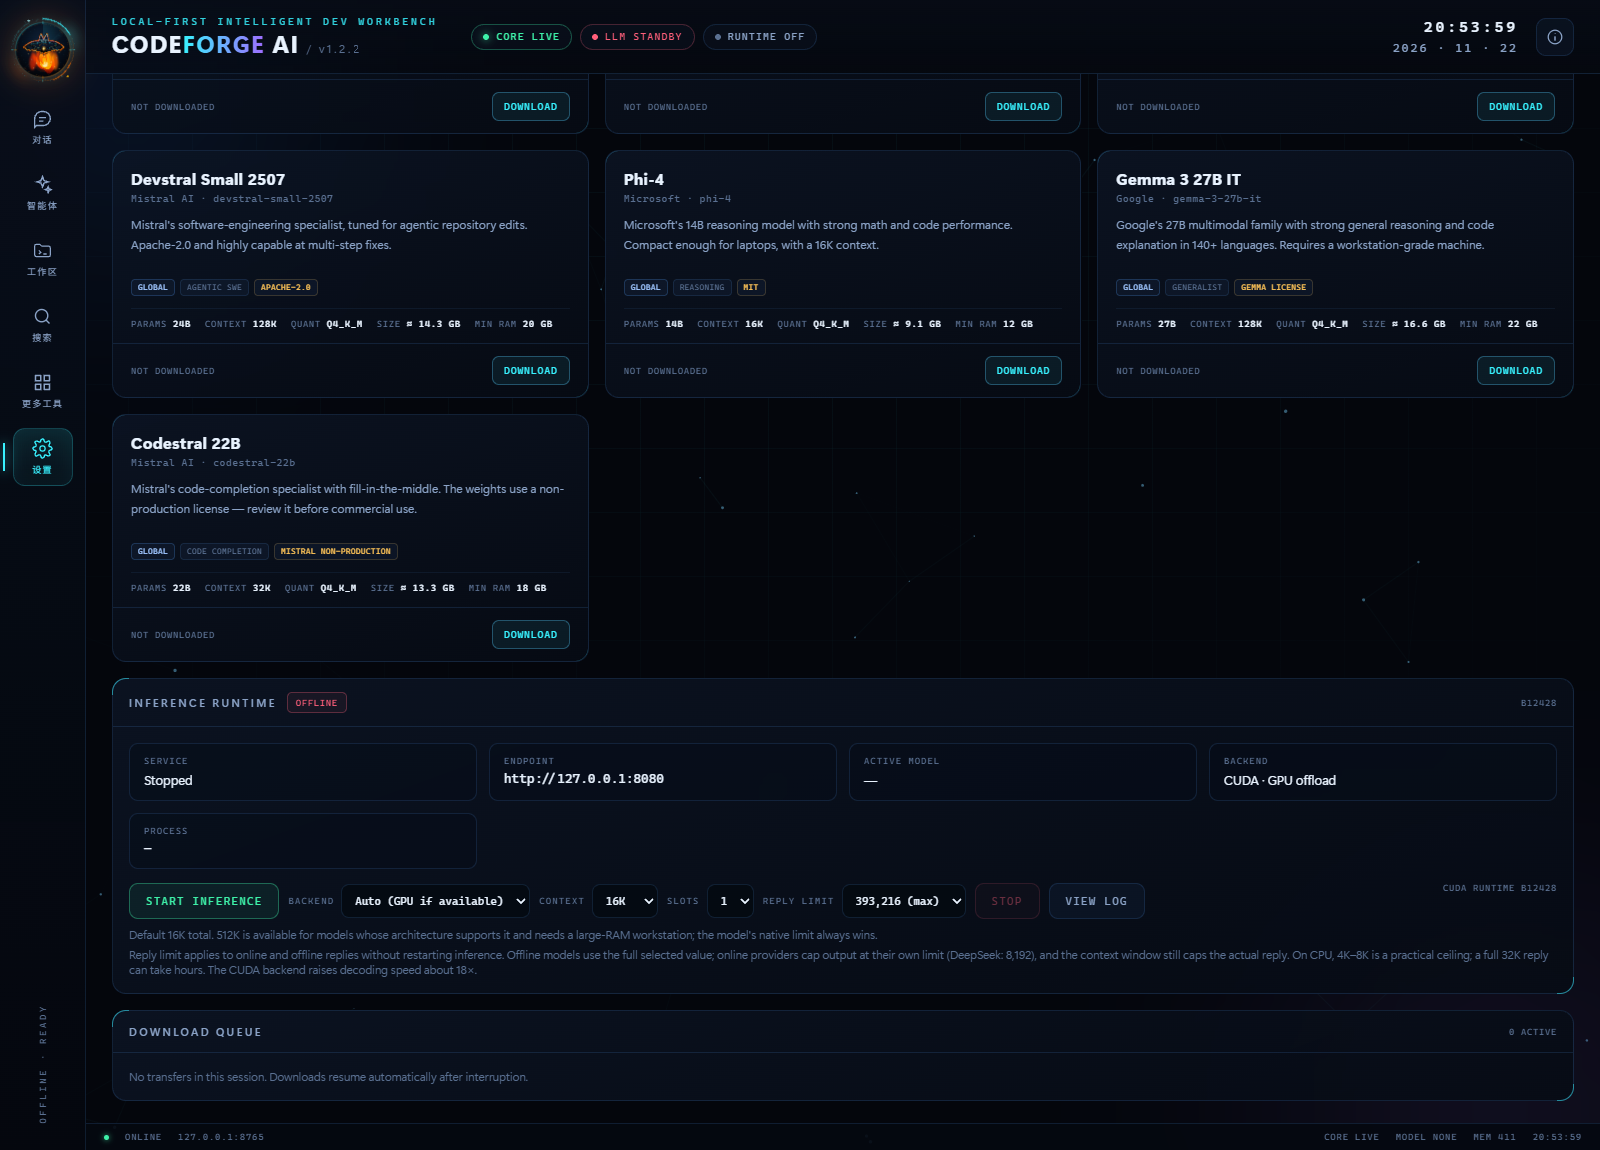 LOCAL-FIRST INTELLIGENT DEV WORKBENCH
CODEFORGE AI / v1.2.2
CORE LIVE
LLM STANDBY
RUNTIME OFF
20:53:59
2026 · 11 · 22
对话
智能体
工作区
搜索
更多工具
设置
OFFLINE · READY
NOT DOWNLOADED
DOWNLOAD
NOT DOWNLOADED
DOWNLOAD
NOT DOWNLOADED
DOWNLOAD
Devstral Small 2507
Mistral AI · devstral-small-2507
Mistral's software-engineering specialist, tuned for agentic repository edits.
Apache-2.0 and highly capable at multi-step fixes.
GLOBAL AGENTIC SWE APACHE-2.0
PARAMS 24B CONTEXT 128K QUANT Q4_K_M SIZE ≈ 14.3 GB MIN RAM 20 GB
NOT DOWNLOADED
DOWNLOAD
Phi-4
Microsoft · phi-4
Microsoft's 14B reasoning model with strong math and code performance.
Compact enough for laptops, with a 16K context.
GLOBAL REASONING MIT
PARAMS 14B CONTEXT 16K QUANT Q4_K_M SIZE ≈ 9.1 GB MIN RAM 12 GB
NOT DOWNLOADED
DOWNLOAD
Gemma 3 27B IT
Google · gemma-3-27b-it
Google's 27B multimodal family with strong general reasoning and code
explanation in 140+ languages. Requires a workstation-grade machine.
GLOBAL GENERALIST GEMMA LICENSE
PARAMS 27B CONTEXT 128K QUANT Q4_K_M SIZE ≈ 16.6 GB MIN RAM 22 GB
NOT DOWNLOADED
DOWNLOAD
Codestral 22B
Mistral AI · codestral-22b
Mistral's code-completion specialist with fill-in-the-middle. The weights use a non-
production license — review it before commercial use.
GLOBAL CODE COMPLETION MISTRAL NON-PRODUCTION
PARAMS 22B CONTEXT 32K QUANT Q4_K_M SIZE ≈ 13.3 GB MIN RAM 18 GB
NOT DOWNLOADED
DOWNLOAD
INFERENCE RUNTIME OFFLINE
B12428
SERVICE
Stopped
ENDPOINT
http://127.0.0.1:8080
ACTIVE MODEL
—
BACKEND
CUDA · GPU offload
PROCESS
—
START INFERENCE BACKEND Auto (GPU if available) CONTEXT 16K SLOTS 1 REPLY LIMIT 393,216 (max) STOP VIEW LOG
CUDA RUNTIME B12428
Default 16K total. 512K is available for models whose architecture supports it and needs a large-RAM workstation; the model's native limit always wins.
Reply limit applies to online and offline replies without restarting inference. Offline models use the full selected value; online providers cap output at their own limit (DeepSeek: 8,192), and the context window still caps the actual reply. On CPU, 4K–8K is a practical ceiling; a full 32K reply
can take hours. The CUDA backend raises decoding speed about 18×.
DOWNLOAD QUEUE
0 ACTIVE
No transfers in this session. Downloads resume automatically after interruption.
ONLINE 127.0.0.1:8765
CORE LIVE MODEL NONE MEM 411 20:53:59